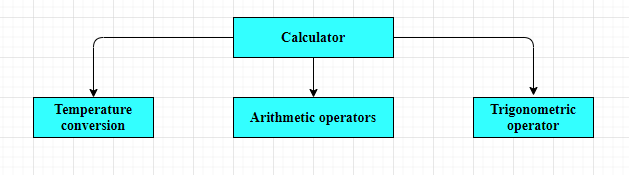 Calculator
Temperature
conversion
Arithmetic operators
Trigonometric
operator